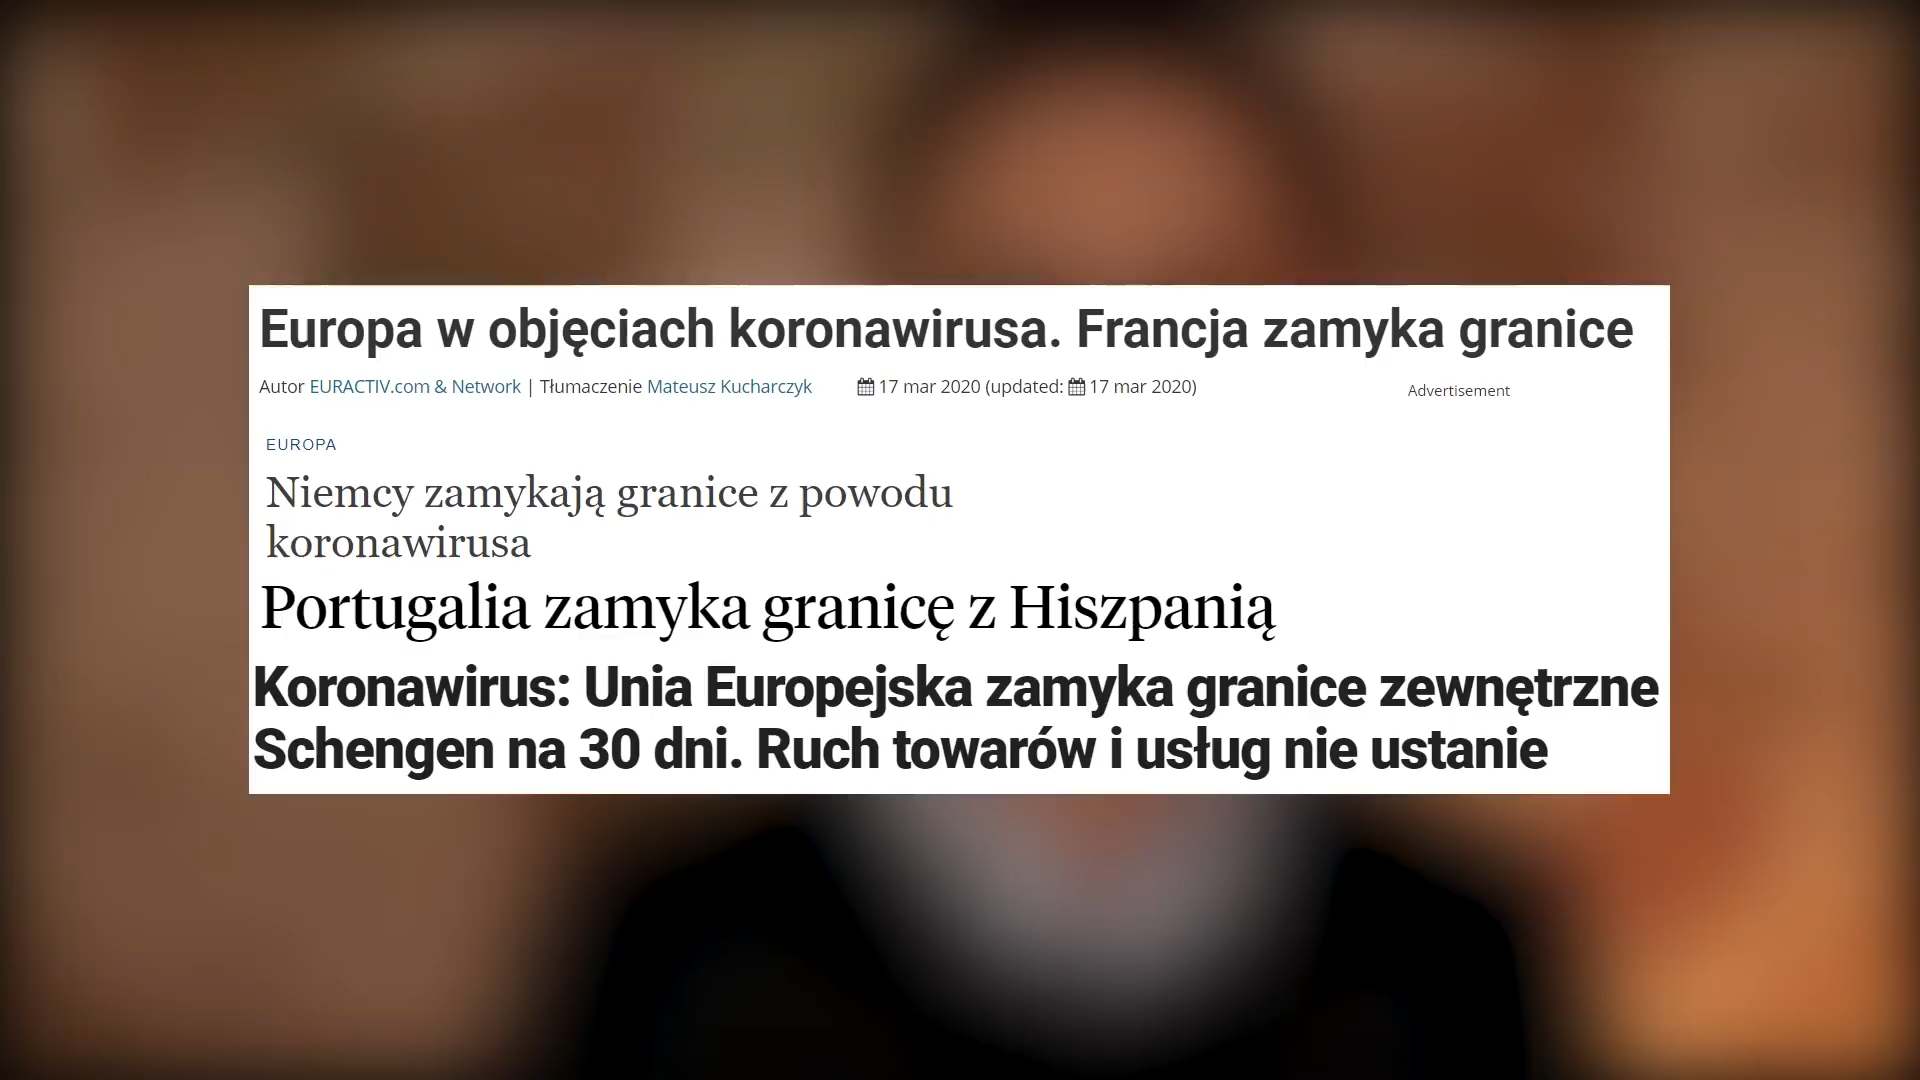 Europa w objęciach koronawirusa. Francja zamyka granice
Autor EURACTIV.com & Network | Tłumaczenie Mateusz Kucharczyk 17 mar 2020 (updated: 17 mar 2020) Advertisement
EUROPA
Niemcy zamykają granice z powodu
koronawirusa
Portugalia zamyka granicę z Hiszpanią
Koronawirus: Unia Europejska zamyka granice zewnętrzne
Schengen na 30 dni. Ruch towarów i usług nie ustanie